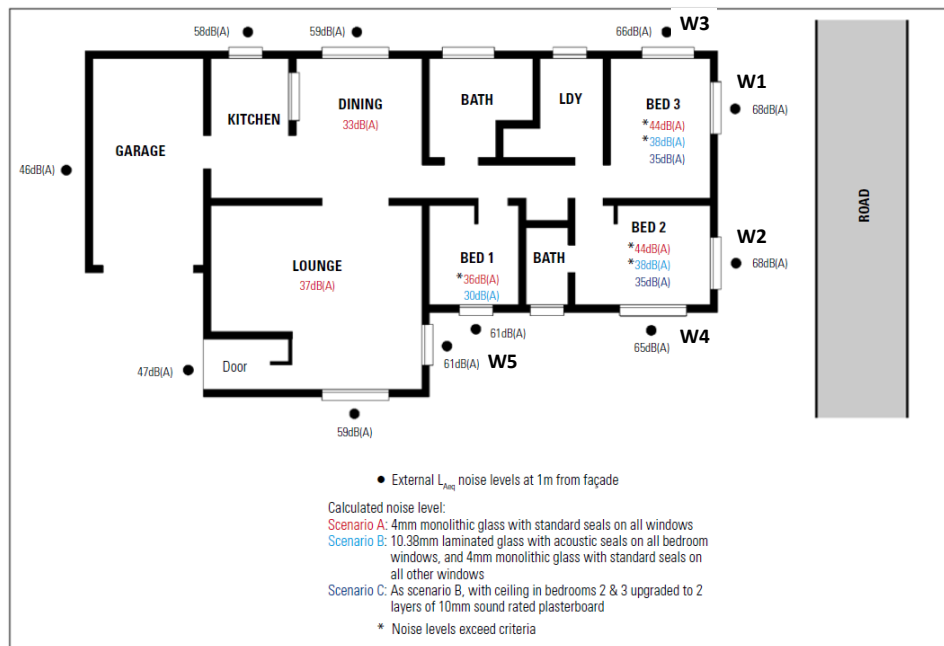 W3
58dB(A)
59dB(A)
66dB(A)
W1
BATH
LDY
BED 3
DINING
68dB(A)
KITCHEN
33dB(A)
*44dB(A)
*38dB(A)
GARAGE
35dB(A)
46dB(A)
ROAD
BED 2
W2
LOUNGE
BED 1
BATH
*44dB(A)
*38dB(A)
68dB(A)
37dB(A)
*36dB(A)
35dB(A)
30dB(A)
61dB(A)
W4
47dB(A)
Door
61dB(A)
W5
65dB(A)
59dB(A)
● External LAeq noise levels at 1m from façade
Calculated noise level:
Scenario A: 4mm monolithic glass with standard seals on all windows
Scenario B: 10.38mm laminated glass with acoustic seals on all bedroom
windows, and 4mm monolithic glass with standard seals on
all other windows
Scenario C: As scenario B, with ceiling in bedrooms 2 & 3 upgraded to 2
layers of 10mm sound rated plasterboard
* Noise levels exceed criteria